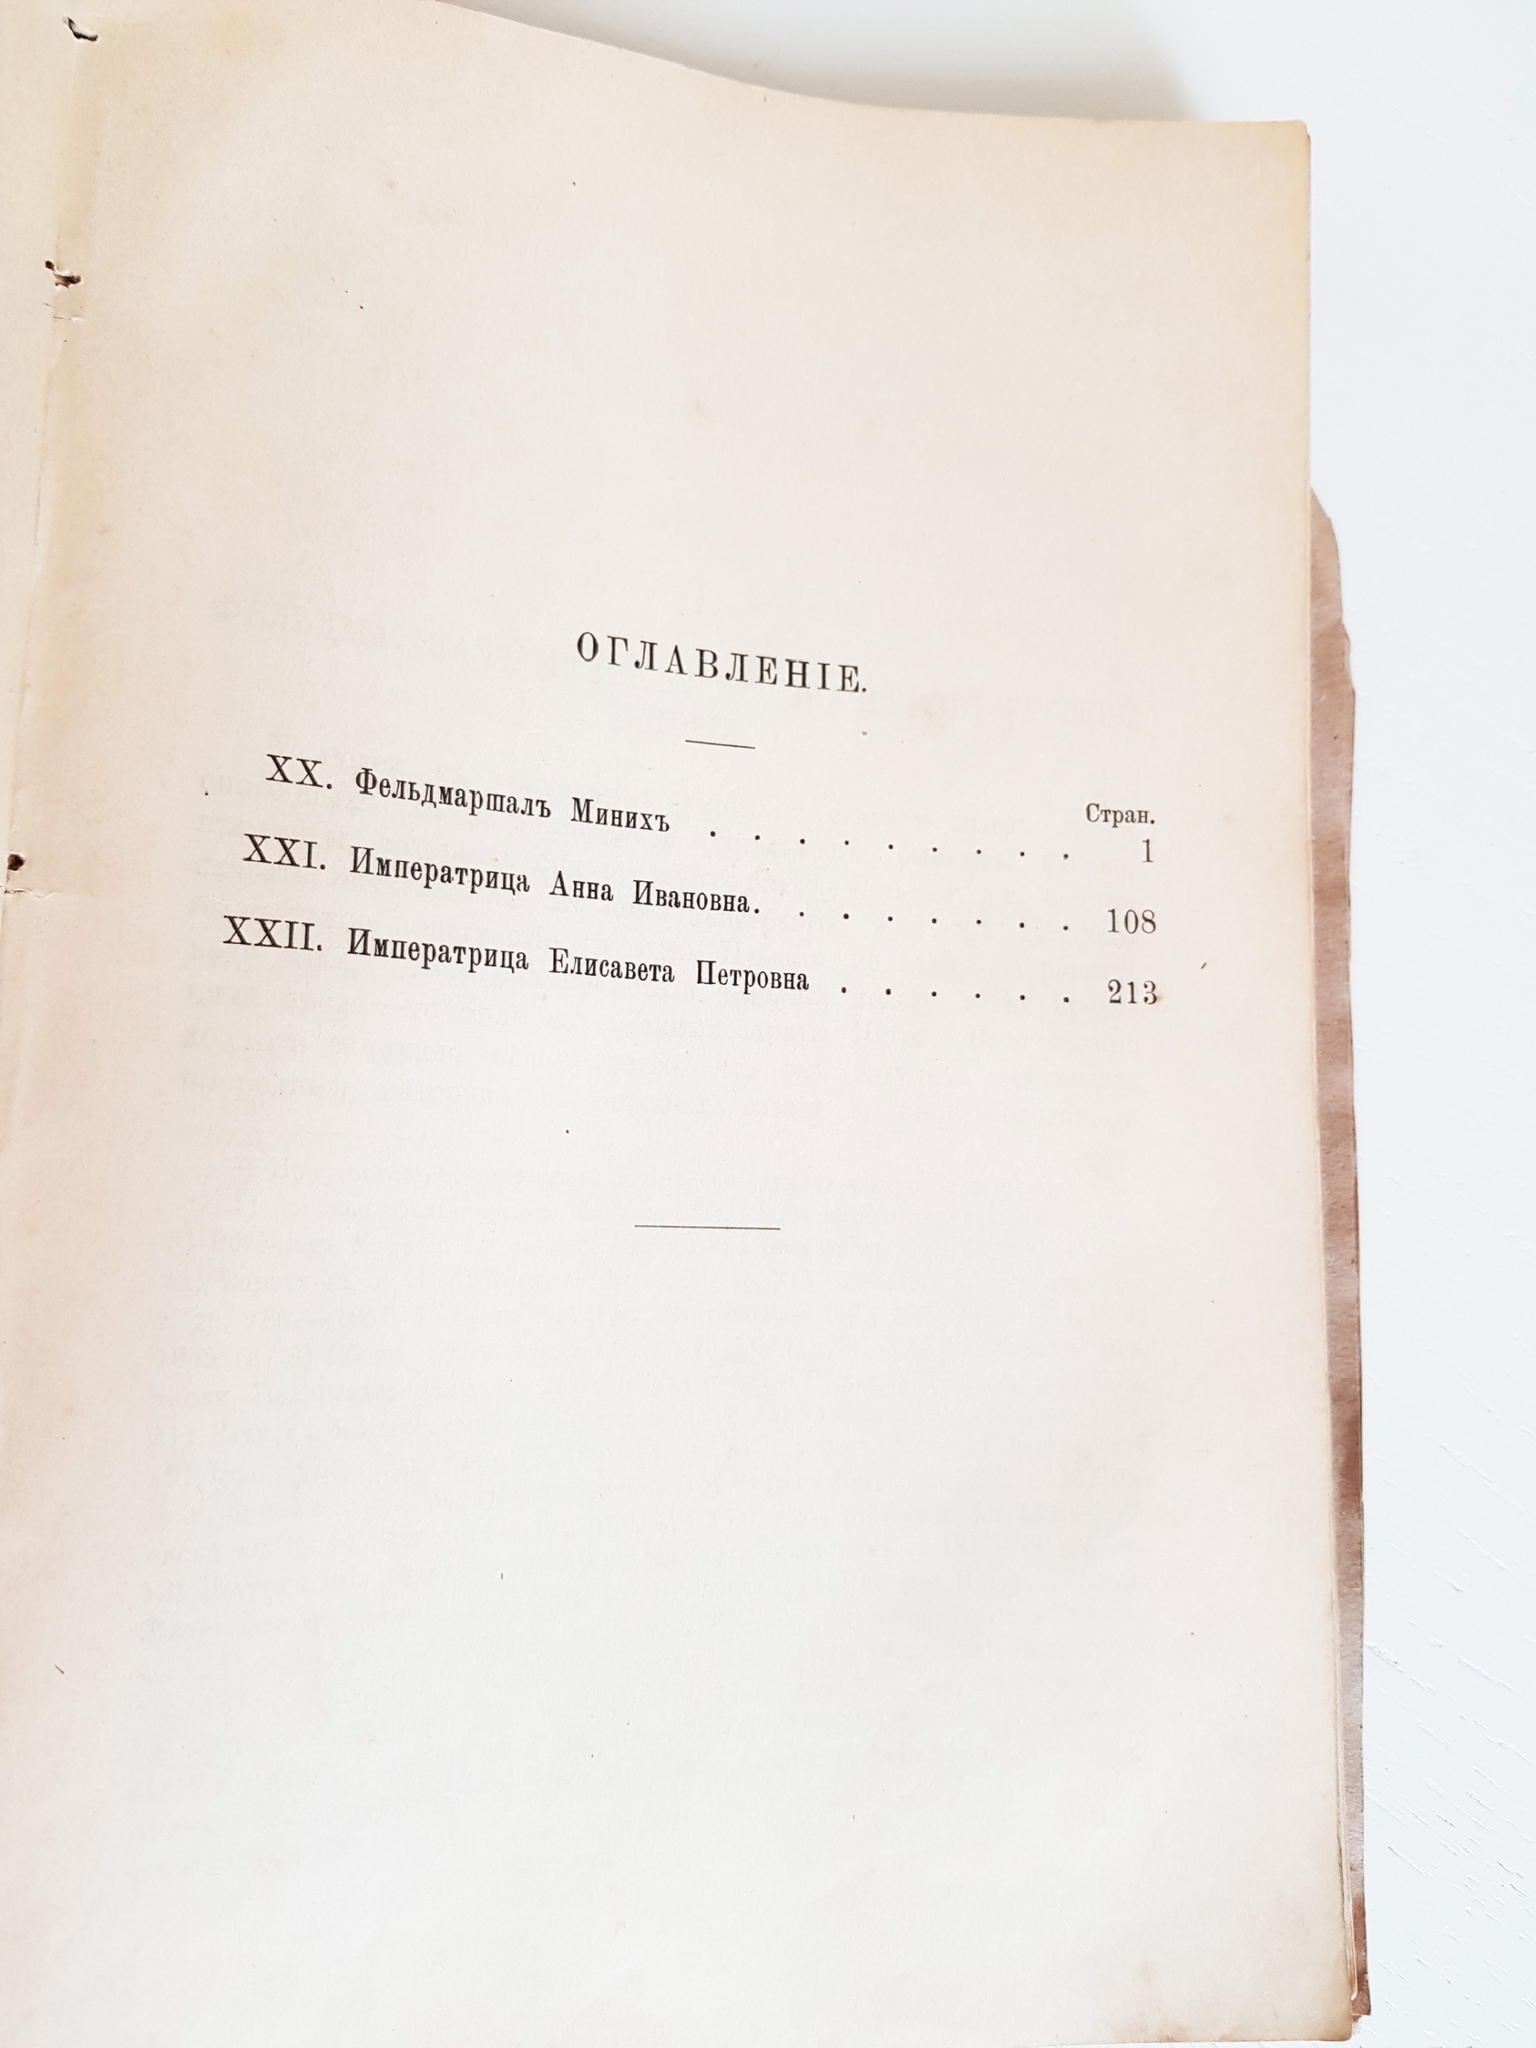 ОГЛАВЛЕНІЕ.
Стран.
XX. Фельдмаршалъ Минихъ . . . . . . . . . 1
XXI. Императрица Анна Ивановна. . . . . . . . 108
XXII. Императрица Елисавета Петровна . . . . . . 213